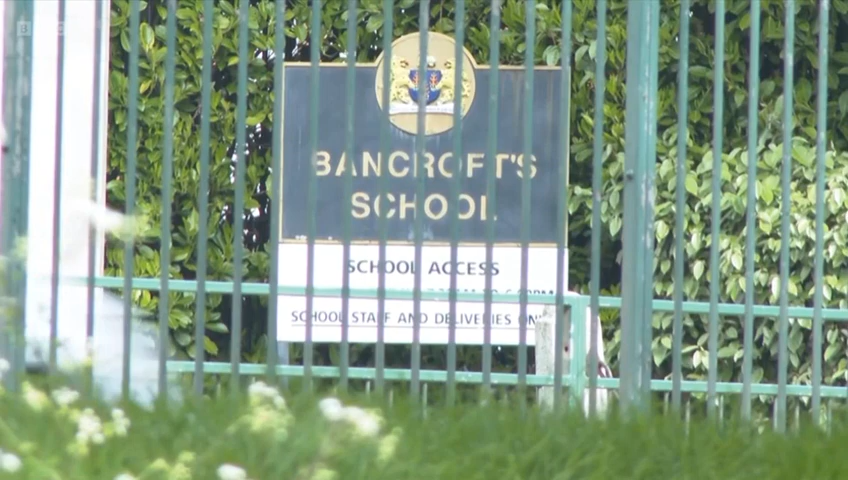 BANCROFT'S
SCHOOL
SCHOOL ACCESS
SCHOOL STAFF AND DELIVERIES